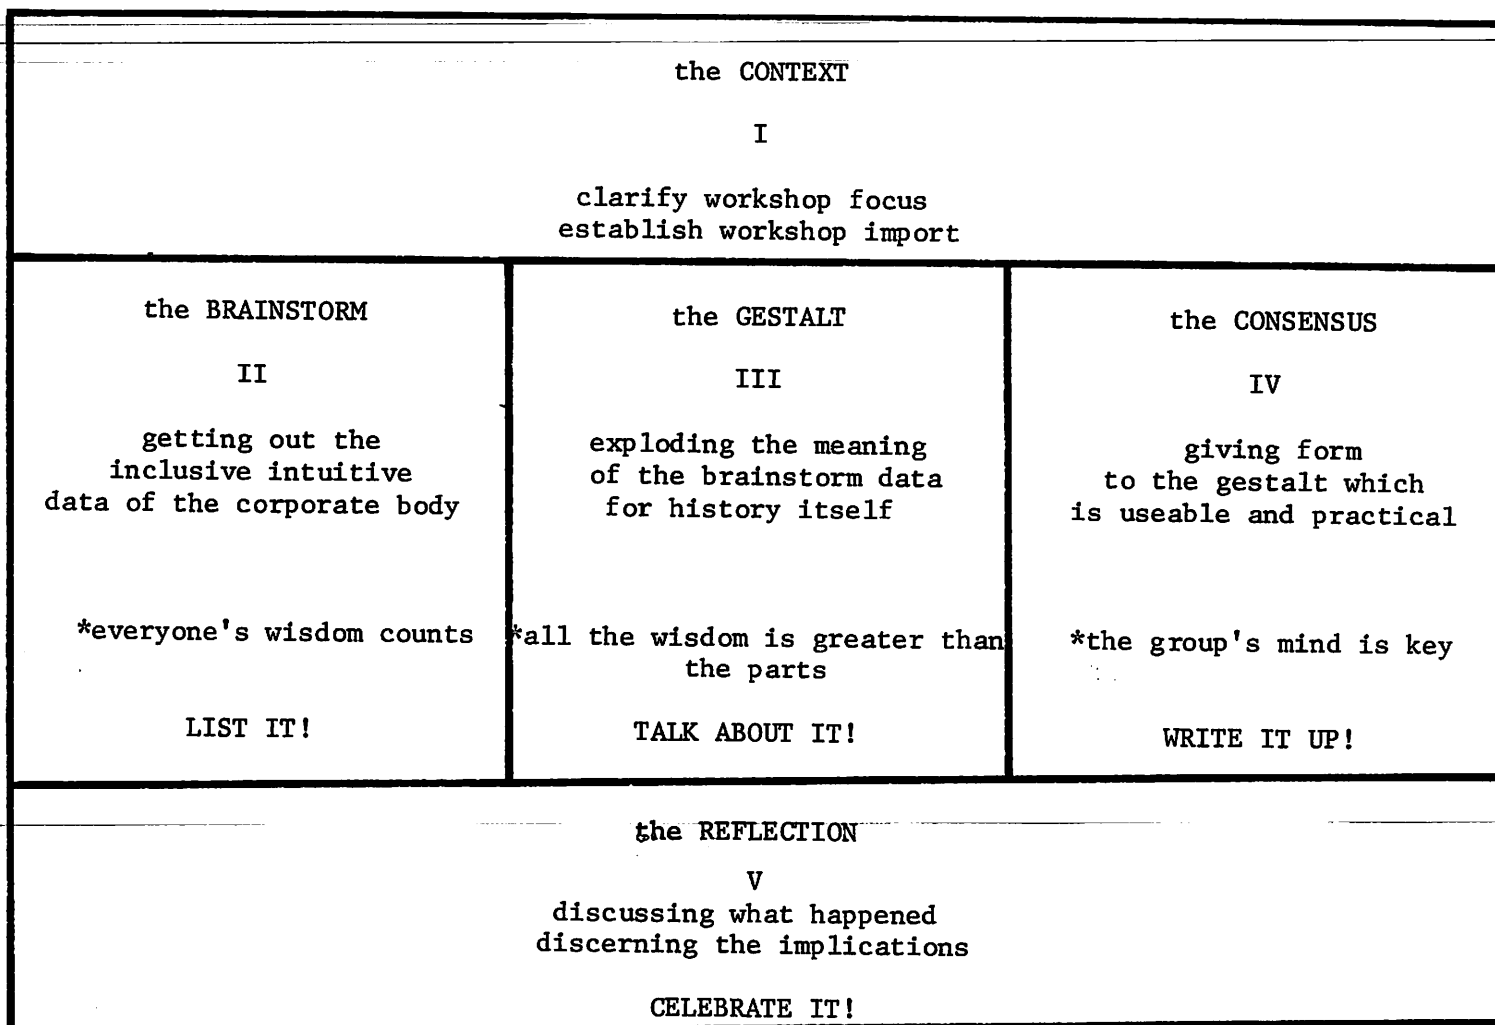 the CONTEXT
I
clarify workshop focus
establish workshop import
the BRAINSTORM
II
getting out the
inclusive intuitive
data of the corporate body
*everyone's wisdom counts
LIST IT!
the GESTALT
III
exploding the meaning
of the brainstorm data
for history itself
*all the wisdom is greater than
the parts
TALK ABOUT IT!
the CONSENSUS
IV
giving form
to the gestalt which
is useable and practical
*the group's mind is key
WRITE IT UP!
the REFLECTION
V
discussing what happened
discerning the implications
CELEBRATE IT!